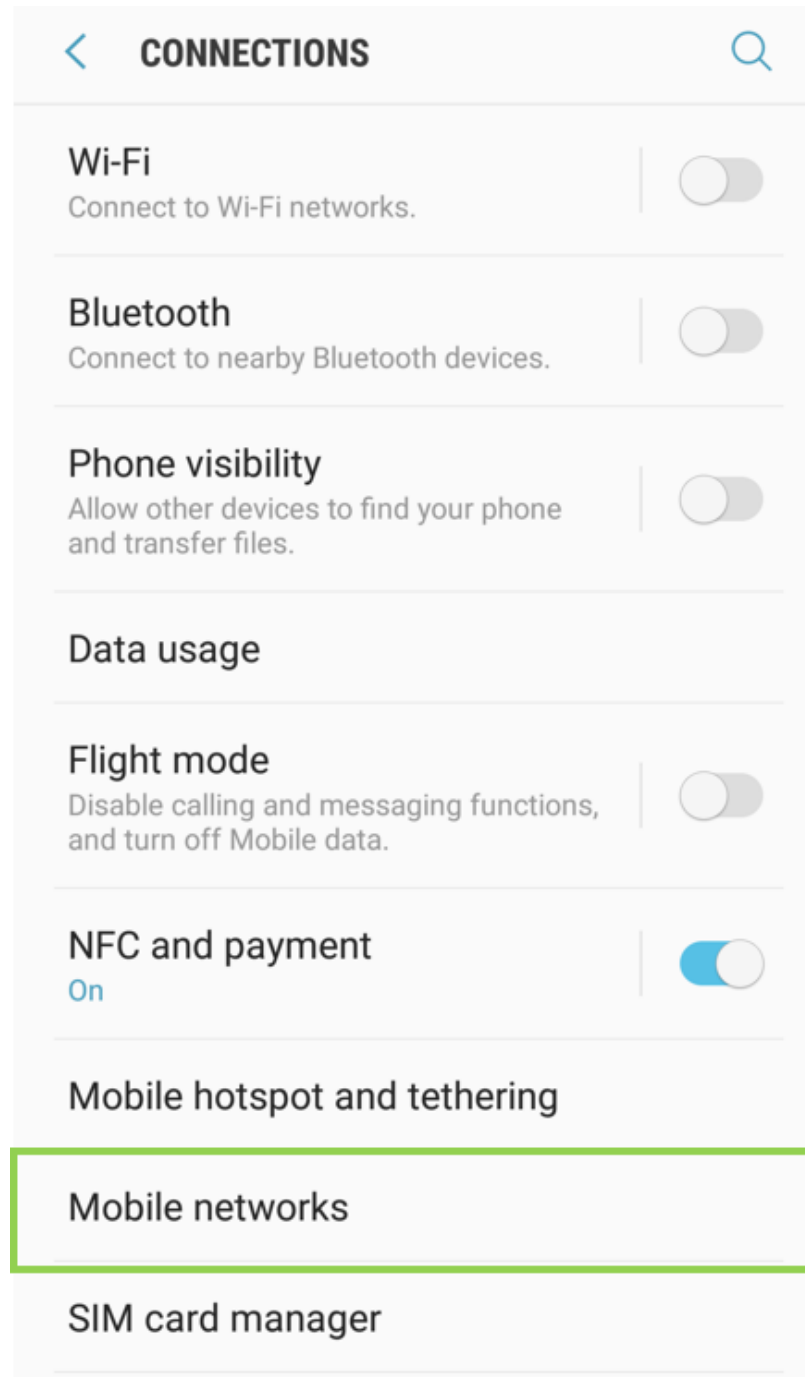 CONNECTIONS
Wi-Fi
Connect to Wi-Fi networks.
Bluetooth
Connect to nearby Bluetooth devices.
Phone visibility
Allow other devices to find your phone
and transfer files.
Data usage
Flight mode
Disable calling and messaging functions,
and turn off Mobile data.
NFC and payment
On
Mobile hotspot and tethering
Mobile networks
SIM card manager